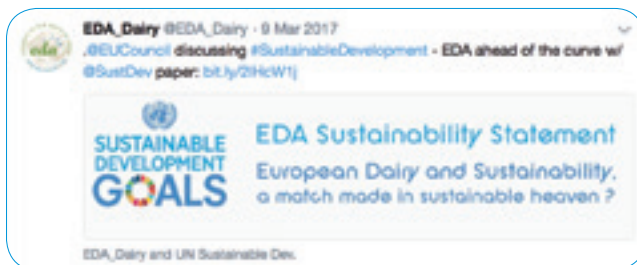 EDA_Dairy @EDA_Dairy · 9 Mar 2017
.@EUCouncil discussing #SustainableDevelopment - EDA ahead of the curve w/
@SustDev paper: bit.ly/2lHcW1j
eda
SUSTAINABLE
DEVELOPMENT
GOALS
EDA Sustainability Statement
European Dairy and Sustainability,
a match made in sustainable heaven ?
EDA_Dairy and UN Sustainable Dev.